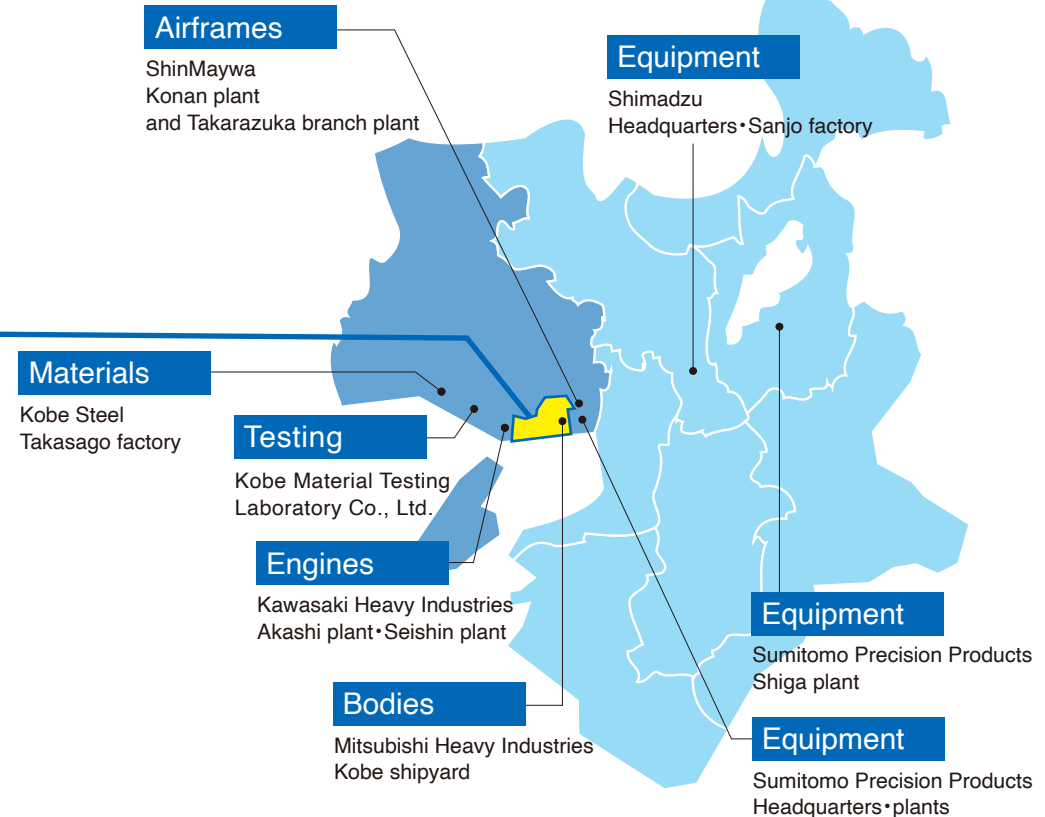 Airframes
ShinMaywa
Konan plant
and Takarazuka branch plant
Equipment
Shimadzu
Headquarters・Sanjo factory
Materials
Kobe Steel
Takasago factory
Testing
Kobe Material Testing
Laboratory Co., Ltd.
Engines
Kawasaki Heavy Industries
Akashi plant・Seishin plant
Bodies
Mitsubishi Heavy Industries
Kobe shipyard
Equipment
Sumitomo Precision Products
Shiga plant
Equipment
Sumitomo Precision Products
Headquarters・plants